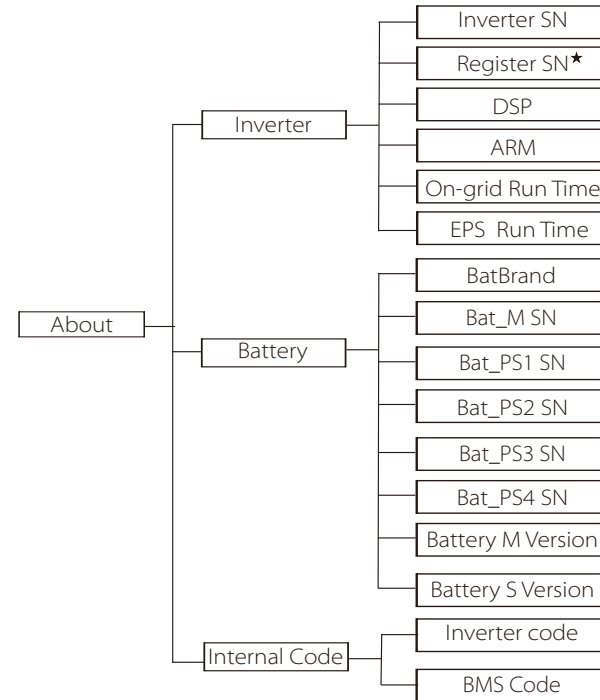 About
Inverter
Inverter SN
Register SN★
DSP
ARM
On-grid Run Time
EPS Run Time
Battery
BatBrand
Bat_M SN
Bat_PS1 SN
Bat_PS2 SN
Bat_PS3 SN
Bat_PS4 SN
Battery M Version
Battery S Version
Internal Code
Inverter code
BMS Code